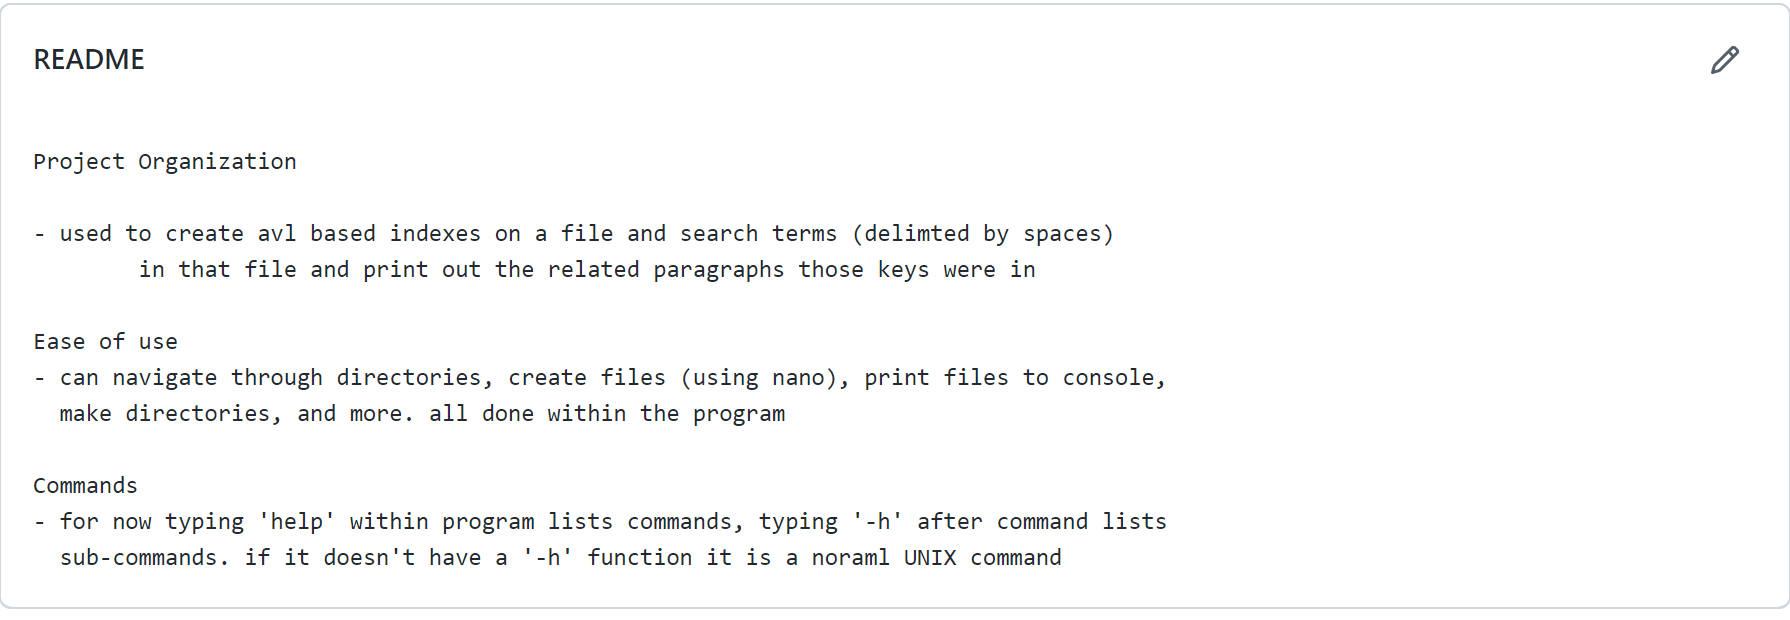 README
Project Organization
- used to create avl based indexes on a file and search terms (delimted by spaces)
in that file and print out the related paragraphs those keys were in
Ease of use
- can navigate through directories, create files (using nano), print files to console,
make directories, and more. all done within the program
Commands
- for now typing 'help' within program lists commands, typing '-h' after command lists
sub-commands. if it doesn't have a '-h' function it is a noraml UNIX command